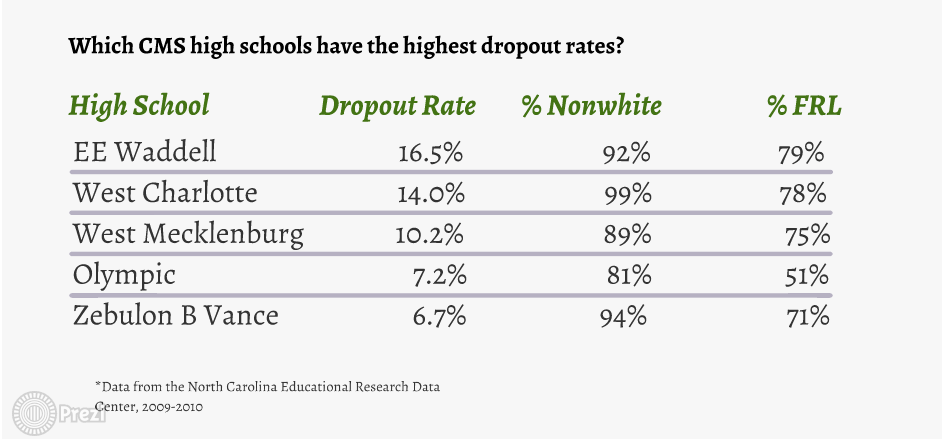 Which CMS high schools have the highest dropout rates?
High School Dropout Rate % Nonwhite % FRL
EE Waddell 16.5% 92% 79%
West Charlotte 14.0% 99% 78%
West Mecklenburg 10.2% 89% 75%
Olympic 7.2% 81% 51%
Zebulon B Vance 6.7% 94% 71%
*Data from the North Carolina Educational Research Data
Center, 2009-2010
Prezi